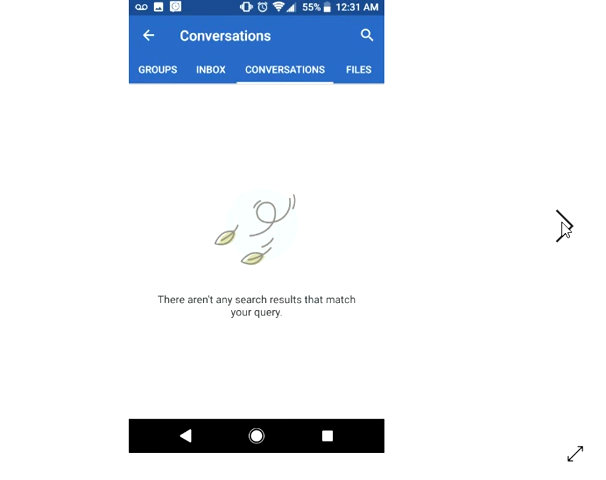 55% 12:31 AM
Conversations
GROUPS INBOX CONVERSATIONS FILES
There aren't any search results that match
your query.